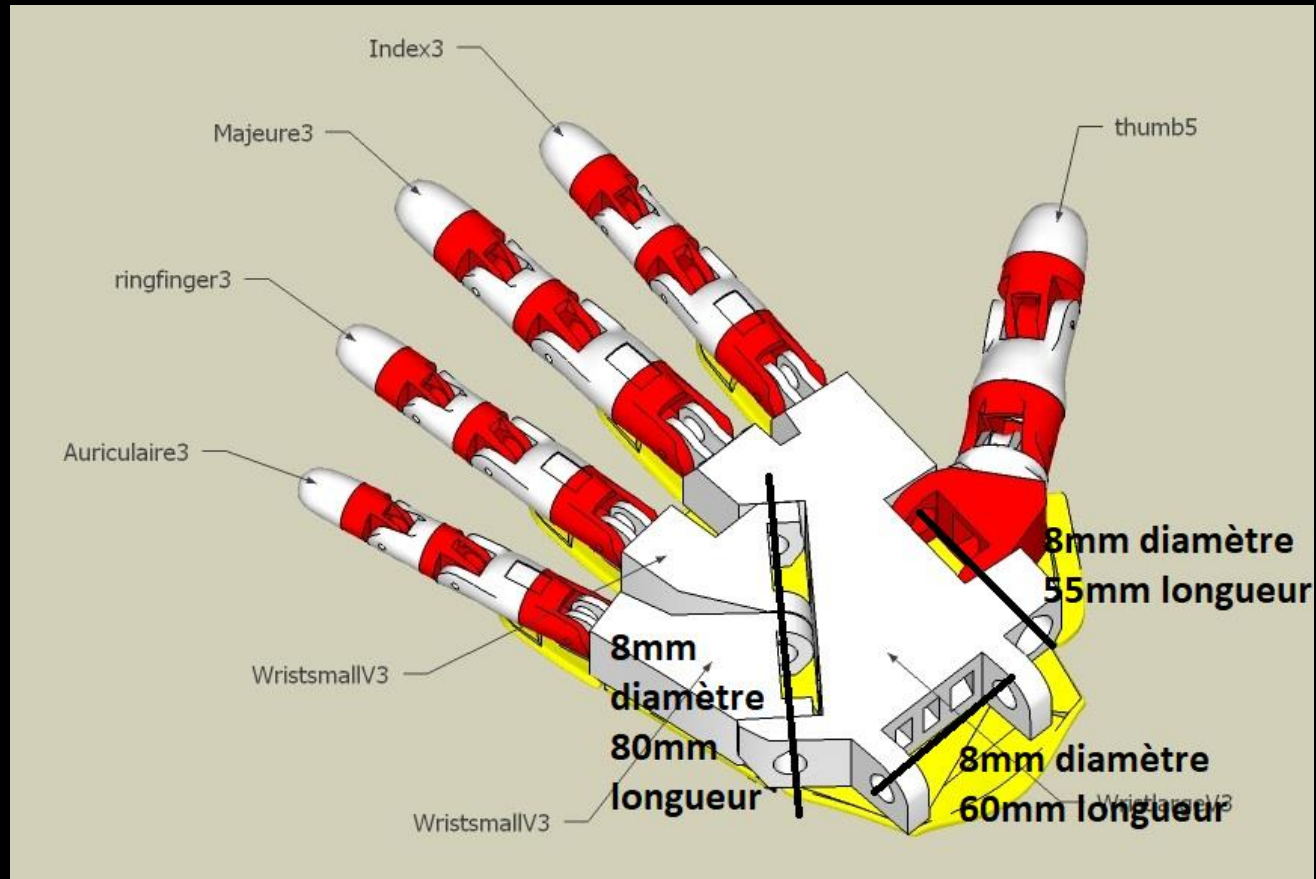 Index3
Majeure3
thumb5
ringfinger3
Auriculaire3
8mm diamètre
55mm longueur
WristsmallV3
8mm
diamètre
80mm
longueur
8mm diamètre
60mm longueur
WristlargeV3
WristsmallV3